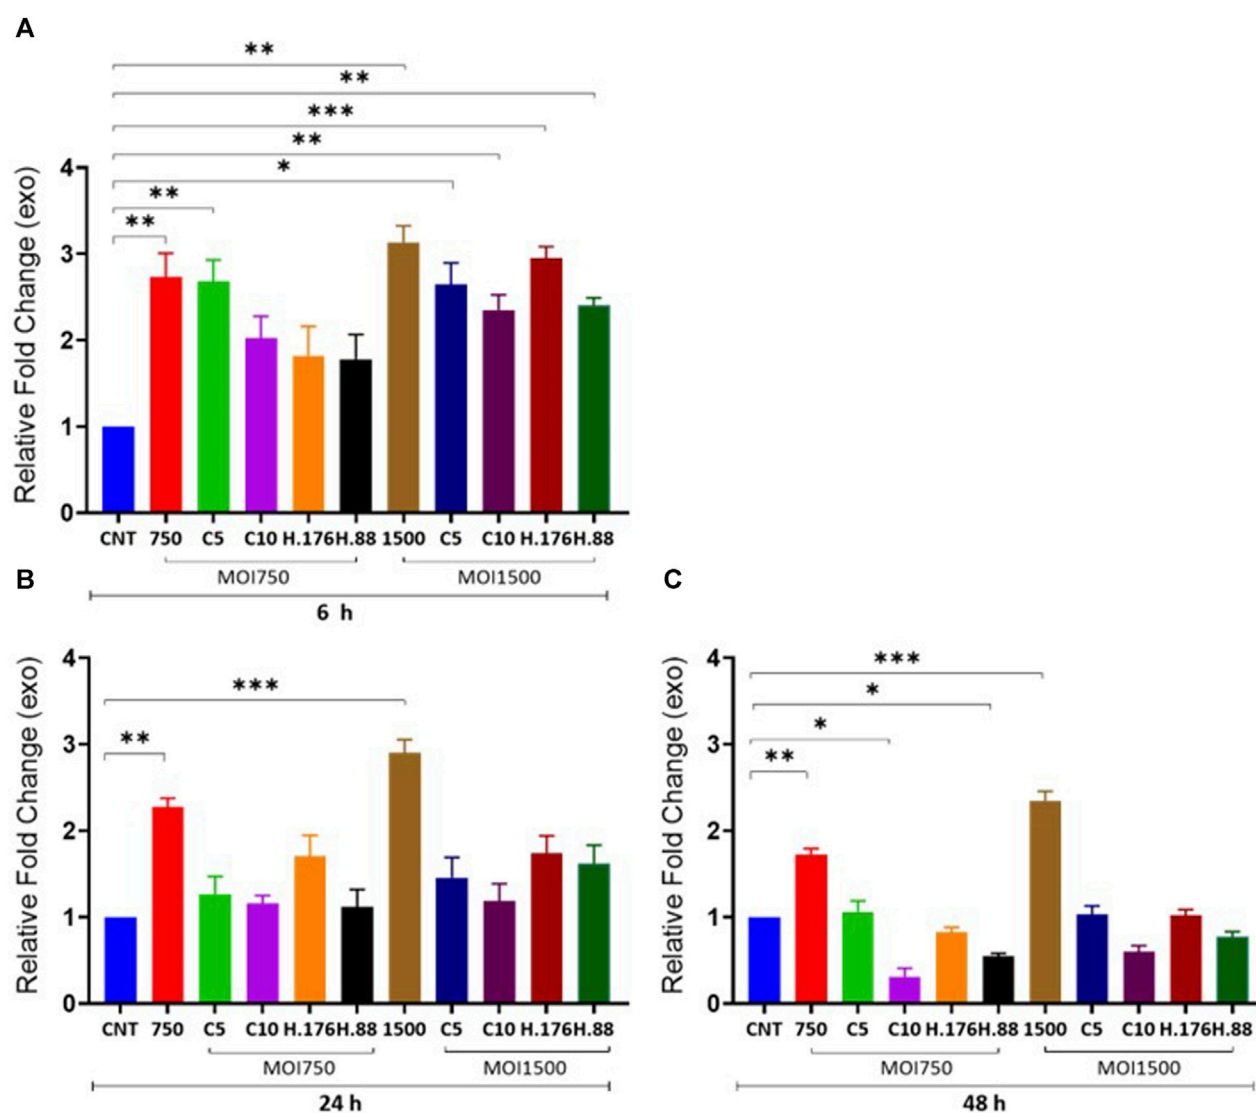 A
**
**
***
**
*
**
**
Relative Fold Change (exo)
4
3
2
1
0
CNT 750 C5 C10 H.176 H.88 1500 C5 C10 H.176 H.88
MOI750 MOI1500
6 h
B
***
**
Relative Fold Change (exo)
4
3
2
1
0
CNT 750 C5 C10 H.176 H.88 1500 C5 C10 H.176 H.88
MOI750 MOI1500
24 h
C
***
*
*
**
Relative Fold Change (exo)
4
3
2
1
0
CNT 750 C5 C10 H.176 H.88 1500 C5 C10 H.176 H.88
MOI750 MOI1500
48 h